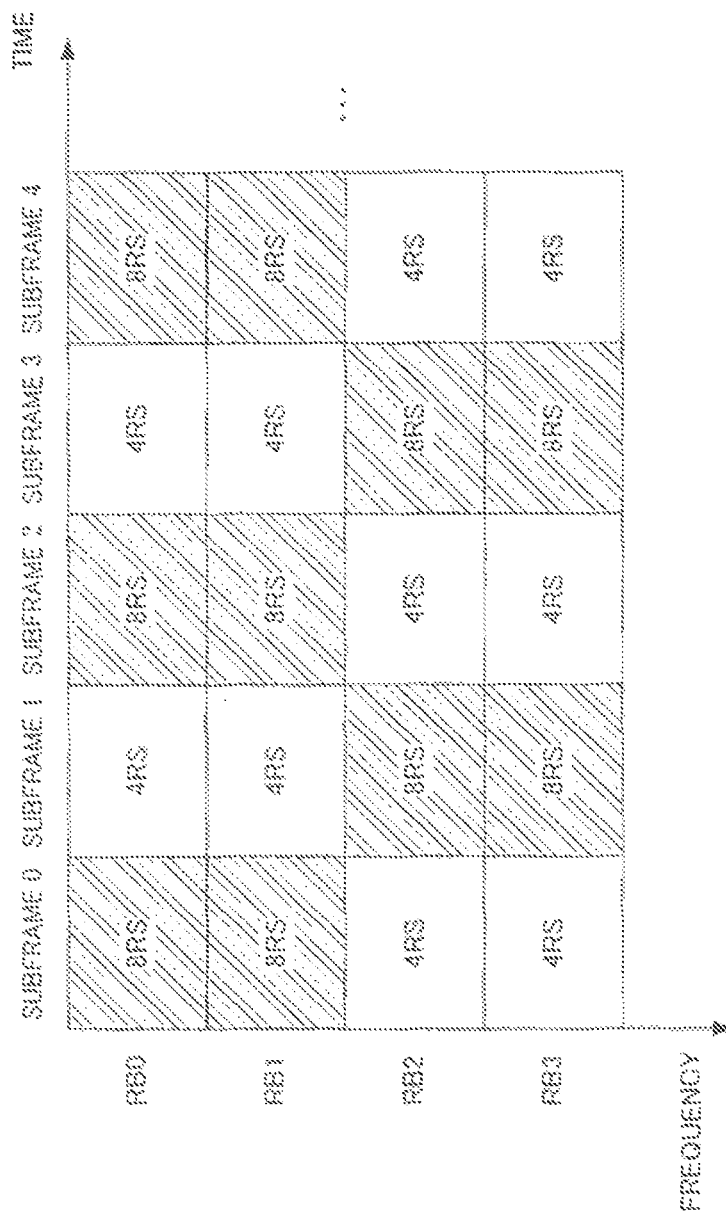 TIME
SUBFRAME 0 SUBFRAME 1 SUBFRAME 2 SUBFRAME 3 SUBFRAME 4
RB0 8RS 4RS 8RS 4RS 8RS
RB1 8RS 4RS 8RS 4RS 8RS
...
RB2 4RS 8RS 4RS 8RS 4RS
RB3 4RS 8RS 4RS 8RS 4RS
FREQUENCY